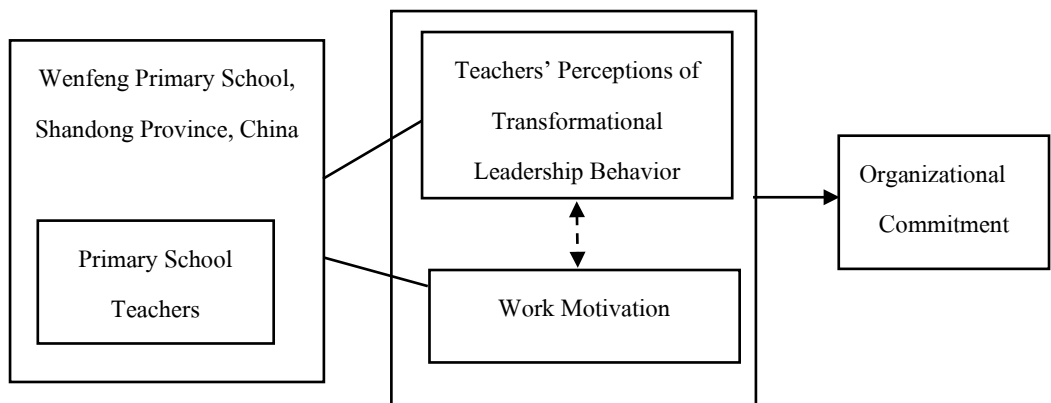 Wenfeng Primary School,
Shandong Province, China
Primary School
Teachers
Teachers’ Perceptions of
Transformational
Leadership Behavior
Work Motivation
Organizational
Commitment